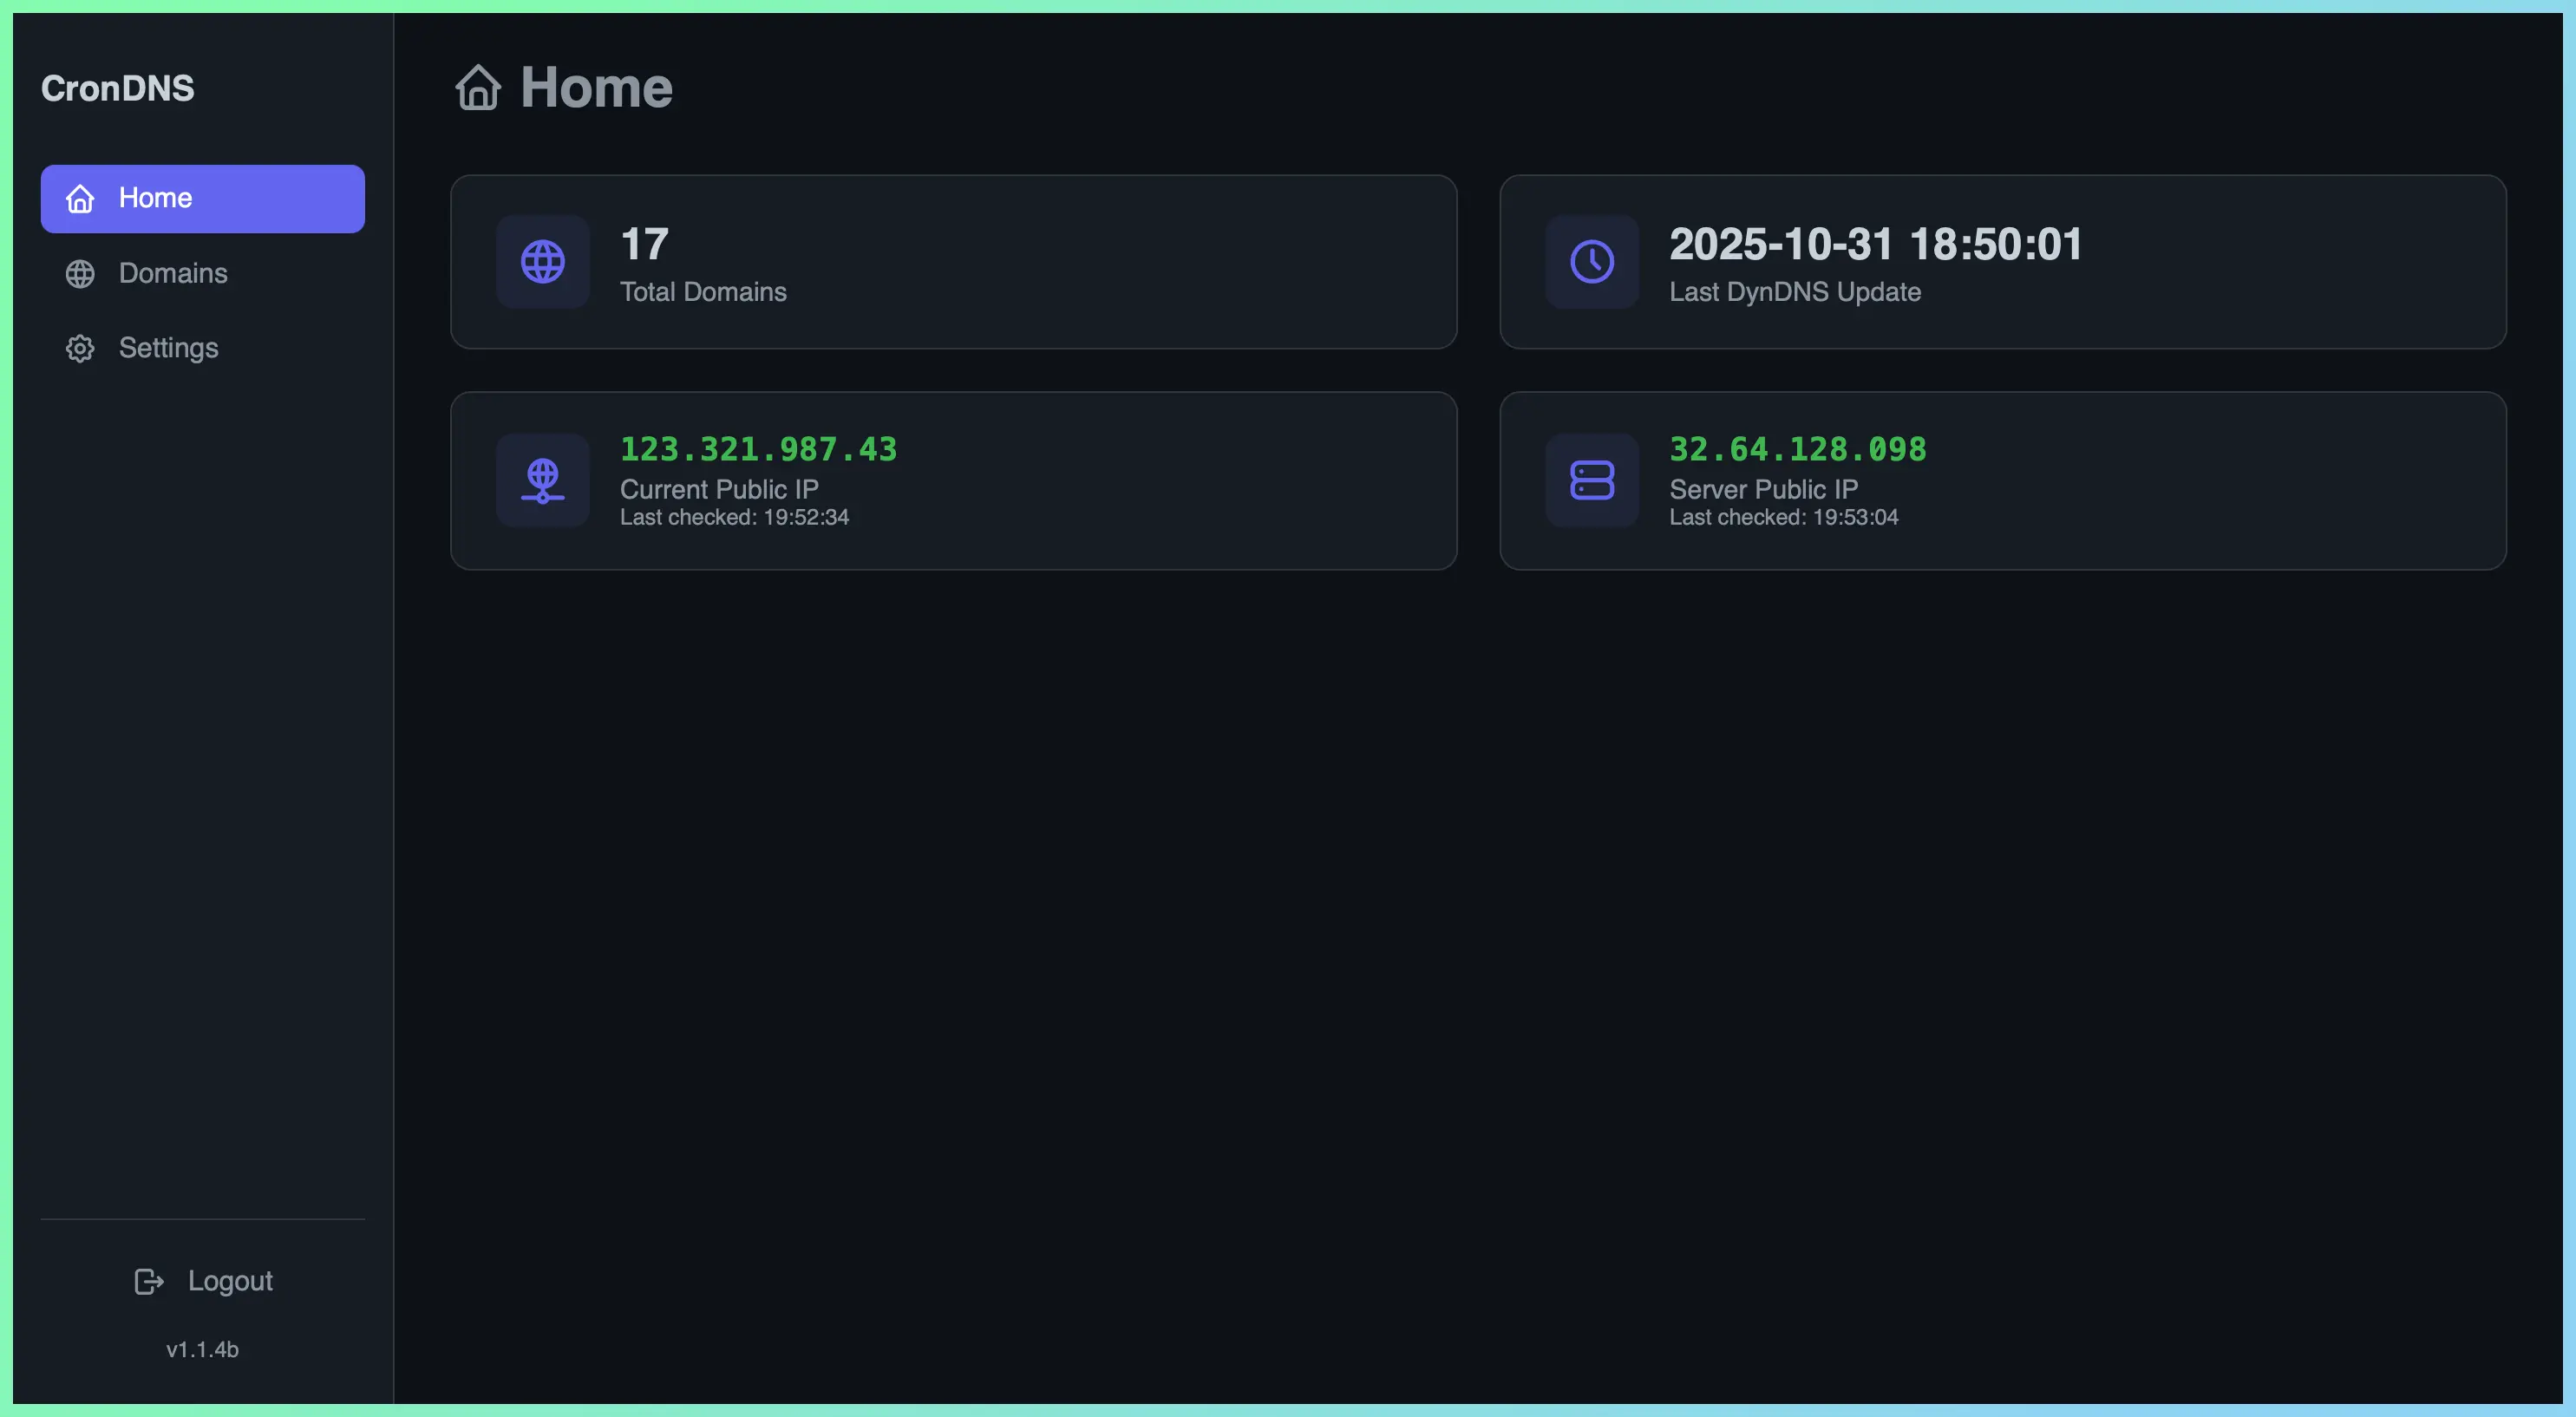 CronDNS
Home
Domains
Settings
Logout
v1.1.4b
Home
17
Total Domains
2025-10-31 18:50:01
Last DynDNS Update
123.321.987.43
Current Public IP
Last checked: 19:52:34
32.64.128.098
Server Public IP
Last checked: 19:53:04